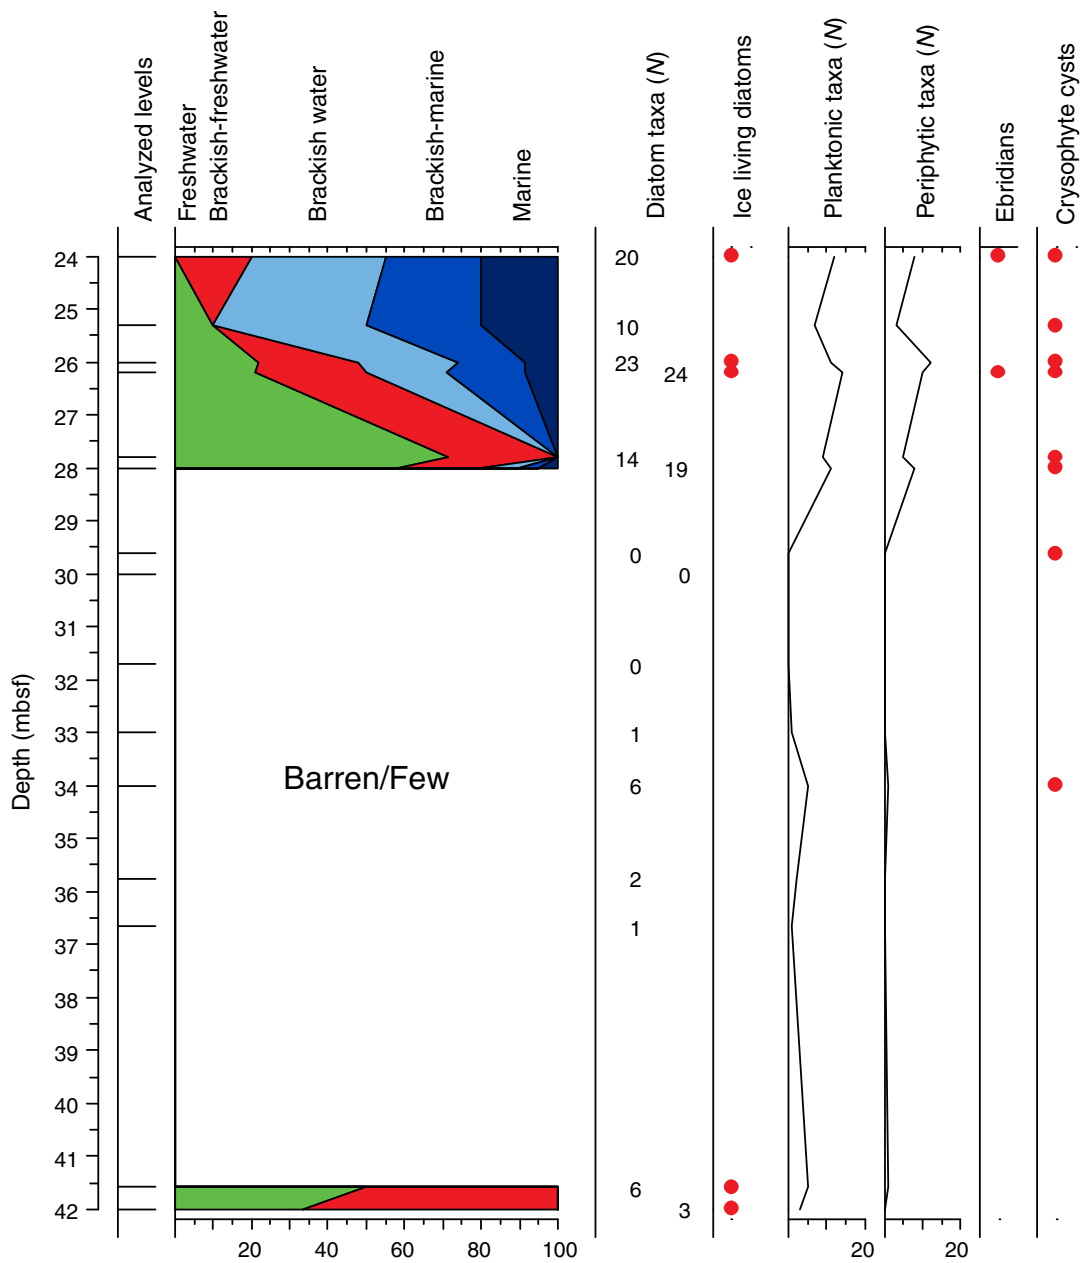 Analyzed levels
Freshwater
Brackish-freshwater
Brackish water
Brackish-marine
Marine
Diatom taxa (N)
Ice living diatoms
Planktonic taxa (N)
Periphytic taxa (N)
Ebridians
Crysophyte cysts
Depth (mbsf)
24
25
26
27
28
29
30
31
32
33
34
35
36
37
38
39
40
41
42
Barren/Few
20
10
23
24
14
19
0
0
0
1
6
2
1
6
3
20
40
60
80
100
20
20